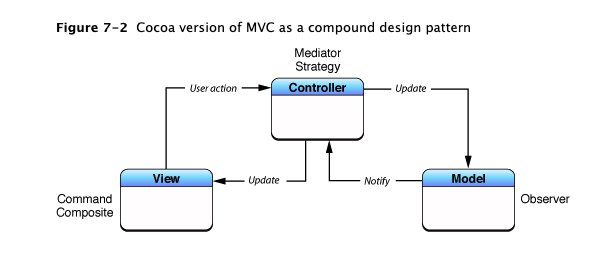 Figure 7–2 Cocoa version of MVC as a compound design pattern
Mediator
Strategy
Controller
User action
Update
View
Update
Notify
Model
Command
Composite
Observer